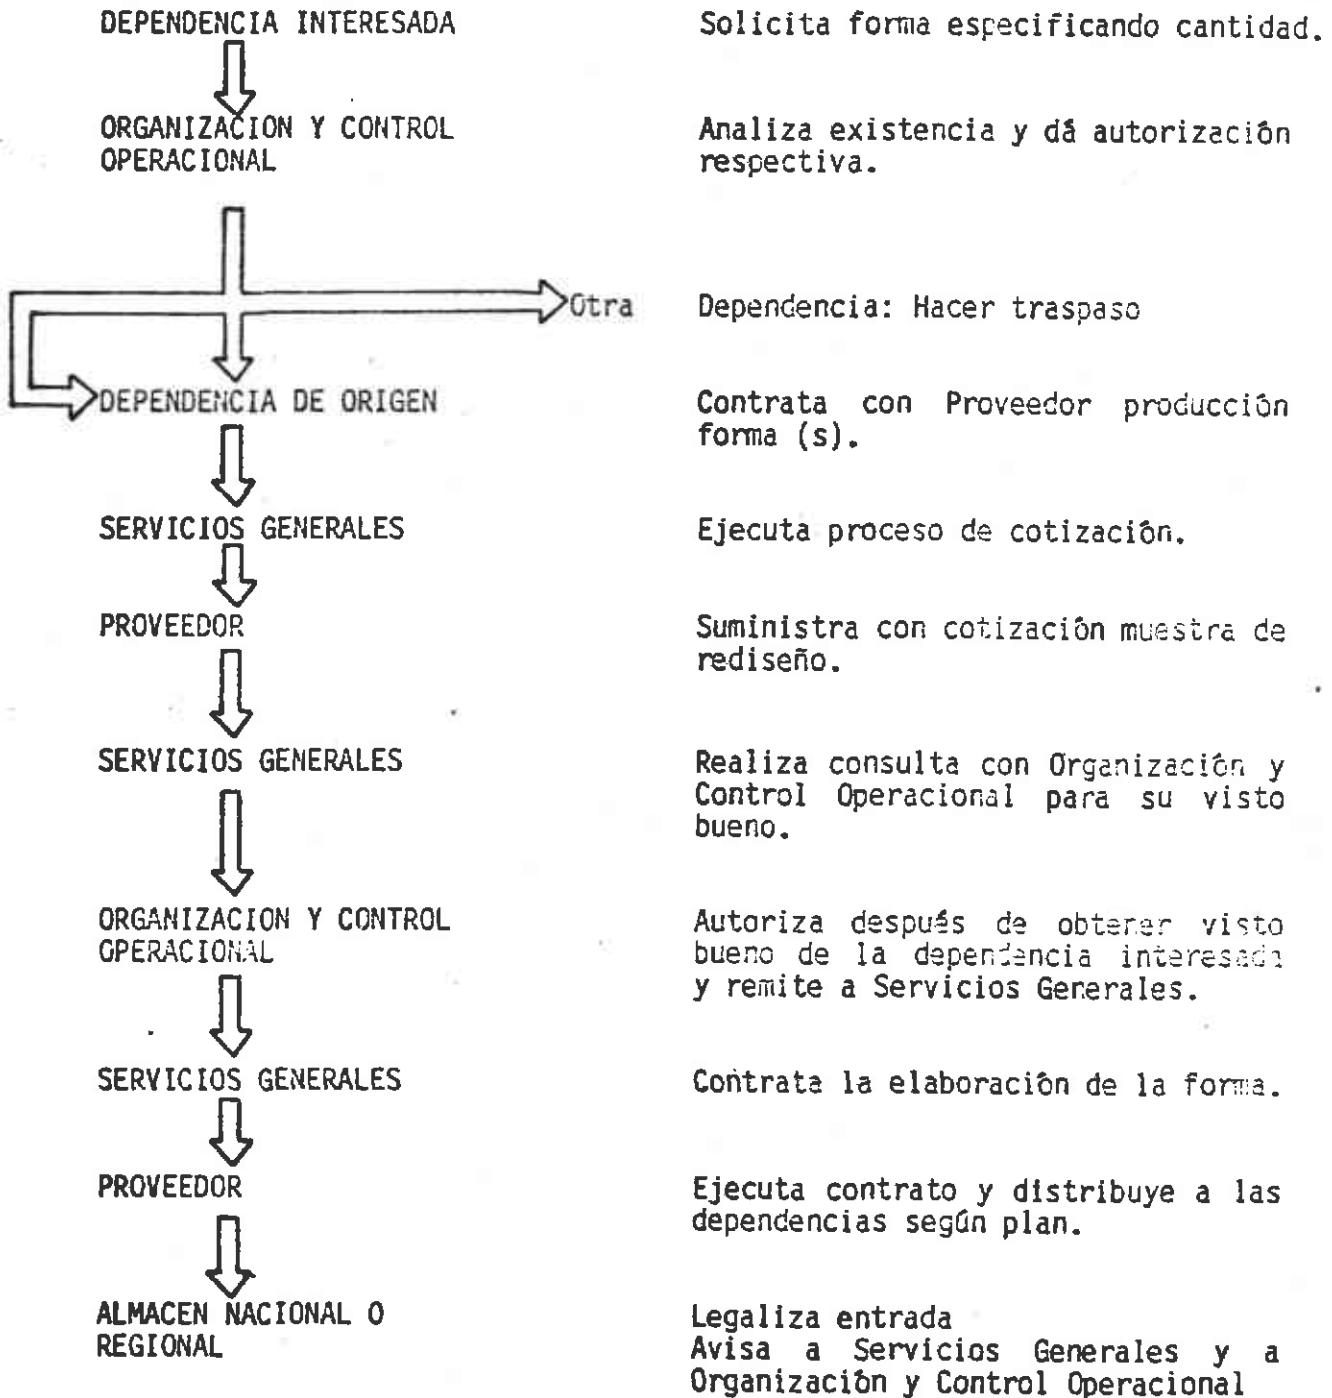 DEPENDENCIA INTERESADA
Solicita forma especificando cantidad.
ORGANIZACION Y CONTROL
OPERACIONAL
Analiza existencia y dá autorización
respectiva.
Otra
Dependencia: Hacer traspaso
DEPENDENCIA DE ORIGEN
Contrata con Proveedor producción
forma (s).
SERVICIOS GENERALES
Ejecuta proceso de cotización.
PROVEEDOR
Suministra con cotización muestra de
rediseño.
SERVICIOS GENERALES
Realiza consulta con Organización y
Control Operacional para su visto
bueno.
ORGANIZACION Y CONTROL
OPERACIONAL
Autoriza después de obtener visto
bueno de la dependencia interesada
y remite a Servicios Generales.
SERVICIOS GENERALES
Contrata la elaboración de la forma.
PROVEEDOR
Ejecuta contrato y distribuye a las
dependencias según plan.
ALMACEN NACIONAL O
REGIONAL
Legaliza entrada
Avisa a Servicios Generales y a
Organización y Control Operacional